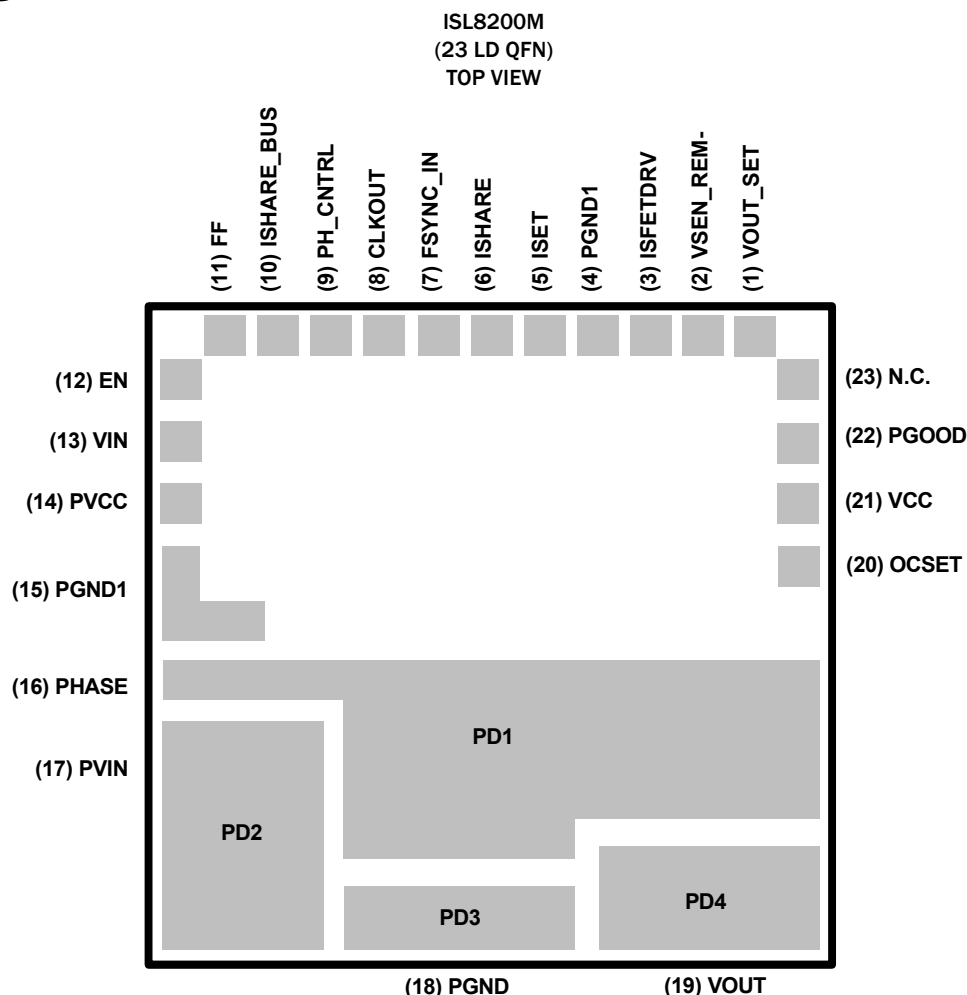 ISL8200M
(23 LD QFN)
TOP VIEW
(11) FF
(10) ISHARE_BUS
(9) PH_CNTRL
(8) CLKOUT
(7) FSYNC_IN
(6) ISHARE
(5) ISET
(4) PGND1
(3) ISFETDRV
(2) VSEN_REM-
(1) VOUT_SET
(12) EN
(23) N.C.
(13) VIN
(22) PGOOD
(14) PVCC
(21) VCC
(15) PGND1
(20) OCSET
(16) PHASE
PD1
(17) PVIN
PD2
PD3
PD4
(18) PGND
(19) VOUT